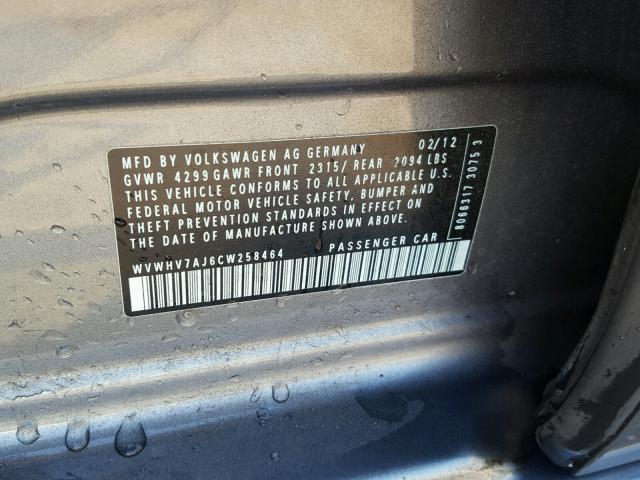 MFD BY VOLKSWAGEN AG GERMANY 02/12
GVWR 4299 GAWR FRONT 2315/ REAR 2094 LBS
THIS VEHICLE CONFORMS TO ALL APPLICABLE U.S.
FEDERAL MOTOR VEHICLE SAFETY, BUMPER AND
THEFT PREVENTION STANDARDS IN EFFECT ON
THE DATE OF MANUFACTURE SHOWN ABOVE.
WVWHV7AJ6CW258464 PASSENGER CAR
8066317 3075 3